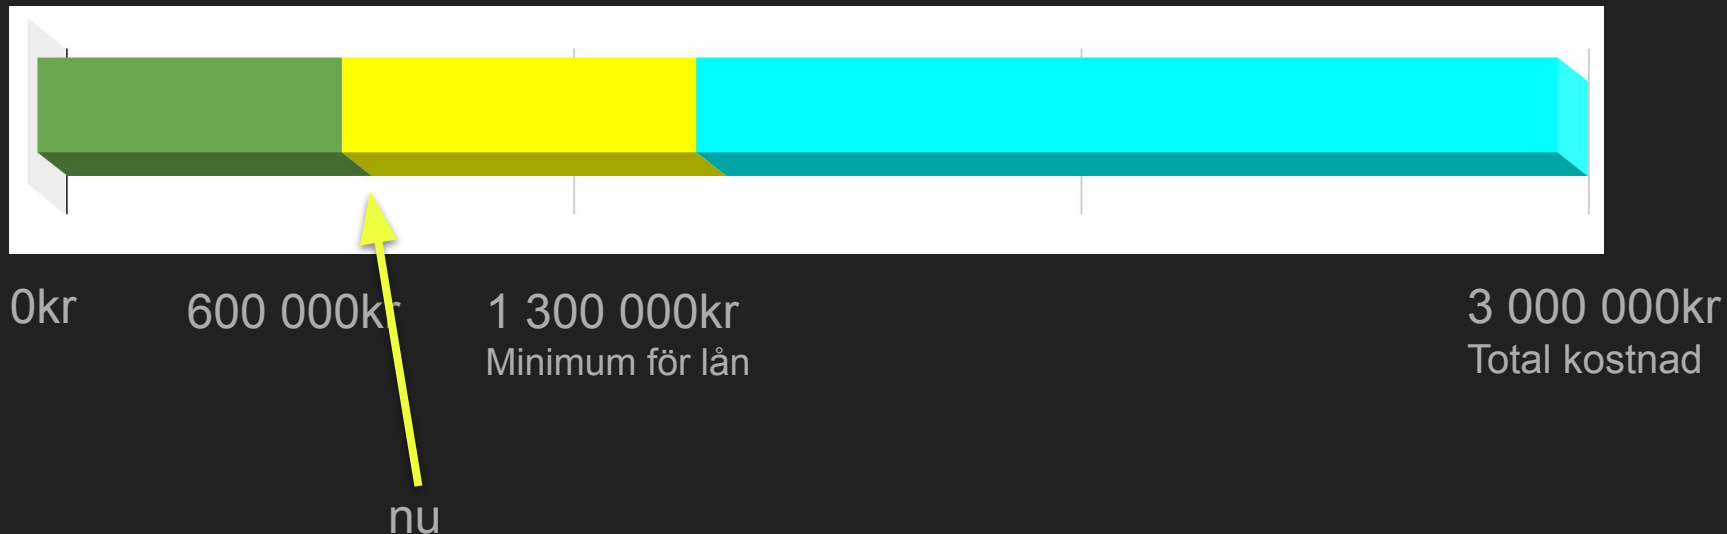 0kr
600 000kr
1 300 000kr
Minimum för lån
3 000 000kr
Total kostnad
nu